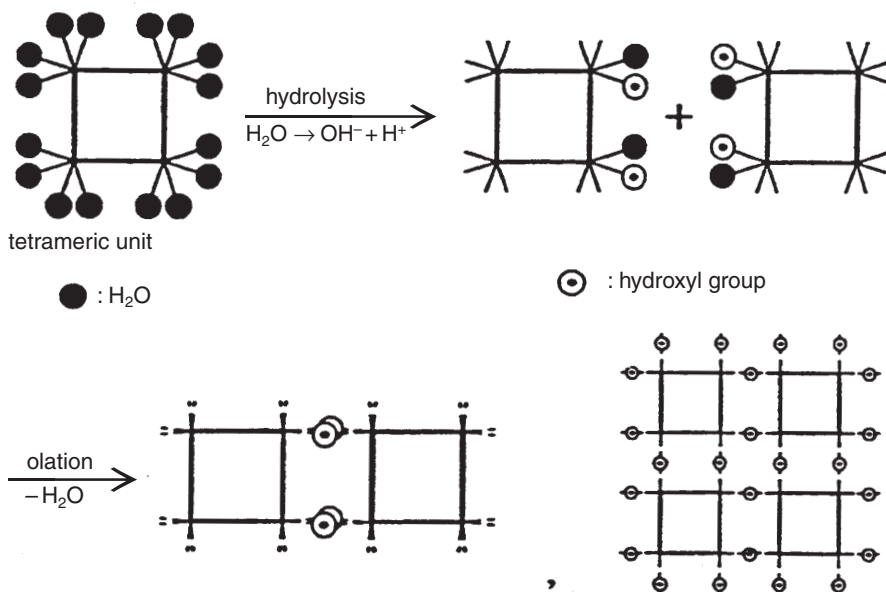 hydrolysis
H₂O → OH⁻ + H⁺
tetrameric unit
: H₂O
: hydroxyl group
olation
−H₂O
,